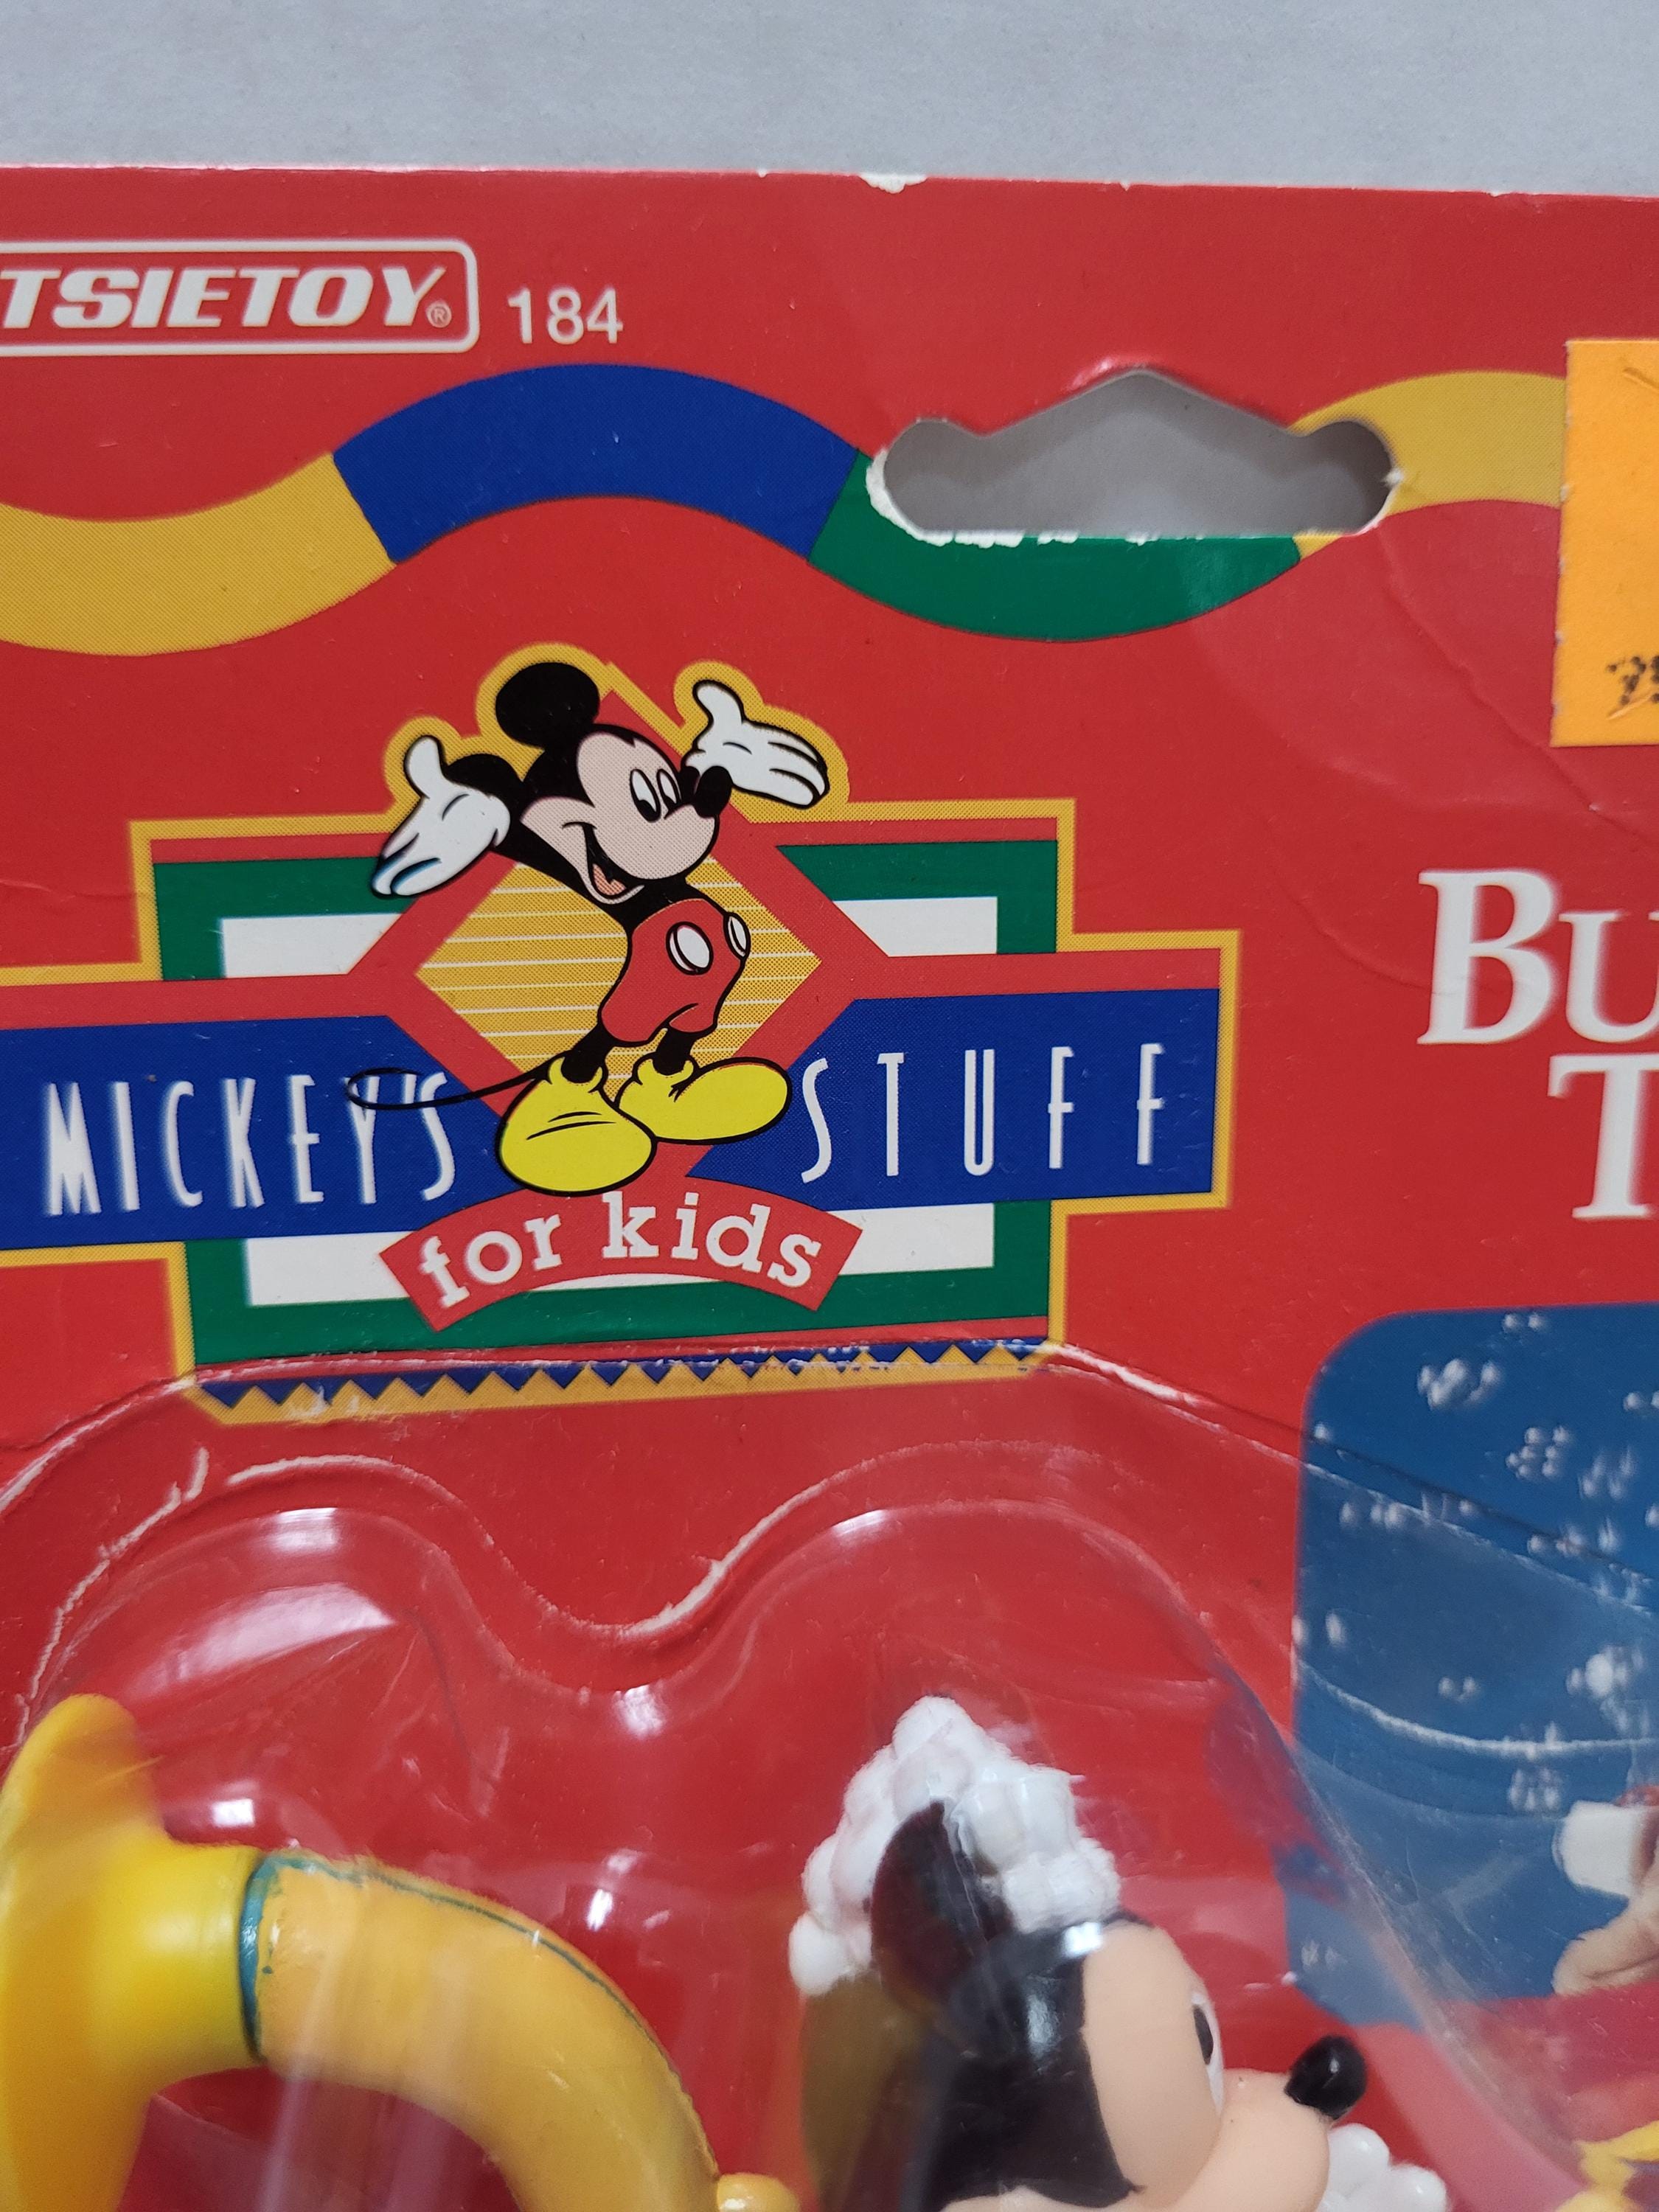 TSIETOY® 184
MICKEY'S STUFF
for kids
BU
T